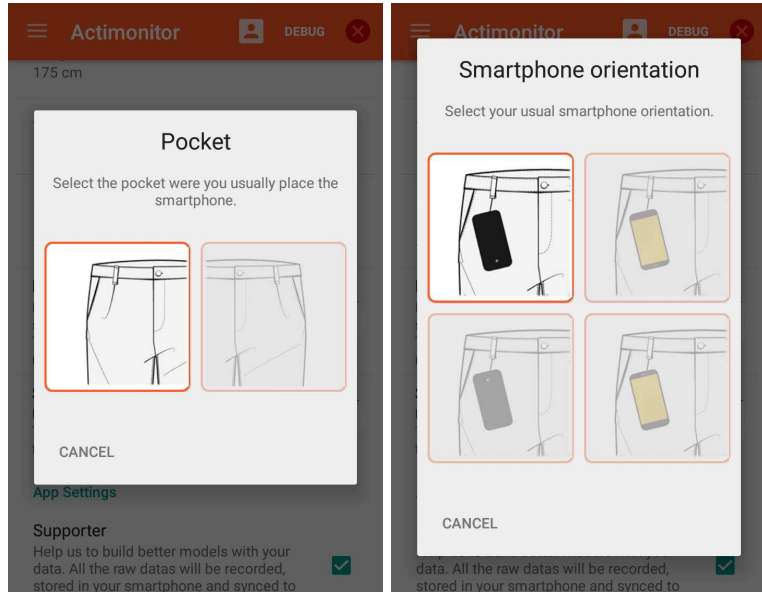 Actimonitor
DEBUG
175 cm
Pocket
Select the pocket were you usually place the
smartphone.
CANCEL
App Settings
Supporter
Help us to build better models with your
data. All the raw datas will be recorded,
stored in your smartphone and synced to
Actimonitor
DEBUG
Smartphone orientation
Select your usual smartphone orientation.
CANCEL
data. All the raw datas will be recorded,
stored in your smartphone and synced to